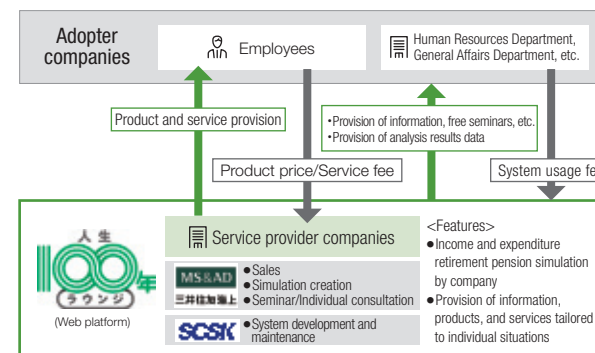 Adopter
companies
Employees
Human Resources Department,
General Affairs Department, etc.
Product and service provision
•Provision of information, free seminars, etc.
•Provision of analysis results data
Product price/Service fee
System usage fe
人生
100年
ラウンジ
(Web platform)
Service provider companies
MS&AD
三井住友海上
●Sales
●Simulation creation
●Seminar/Individual consultation
SCSK
●System development and
maintenance
<Features>
●Income and expenditure
retirement pension simulation
by company
●Provision of information,
products, and services tailored
to individual situations